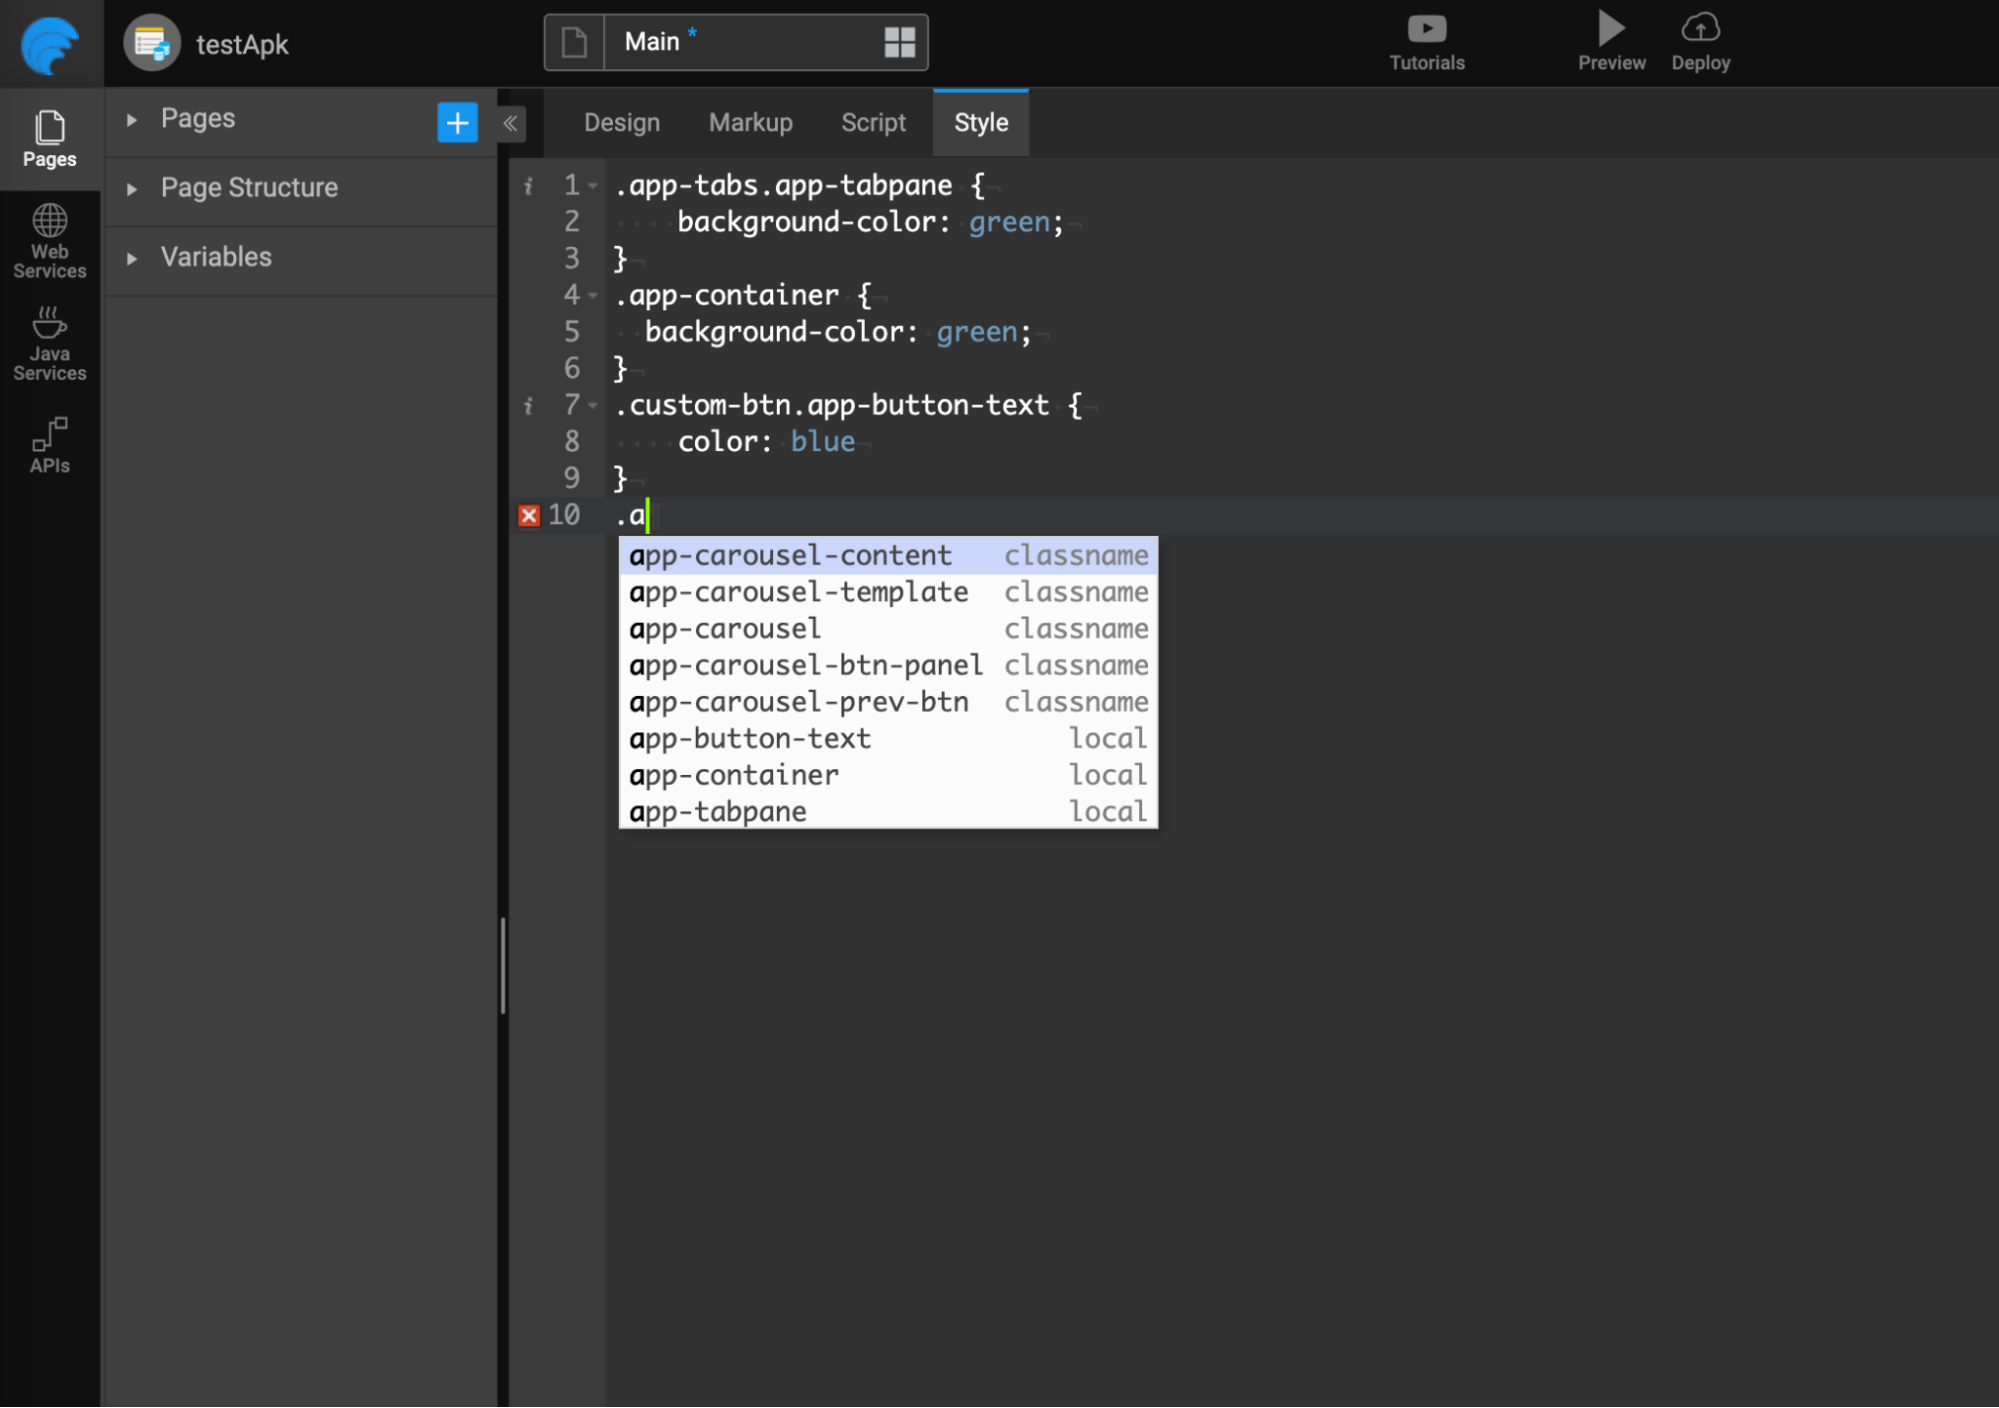 testApk
Main *
Tutorials
Preview
Deploy
Pages
Web
Services
Java
Services
APIs
Pages
Page Structure
Variables
Design Markup Script Style
1 .app-tabs.app-tabpane {
2 background-color: green;
3 }
4 .app-container {
5 background-color: green;
6 }
7 .custom-btn.app-button-text {
8 color: blue
9 }
10 .a
app-carousel-content classname
app-carousel-template classname
app-carousel classname
app-carousel-btn-panel classname
app-carousel-prev-btn classname
app-button-text local
app-container local
app-tabpane local